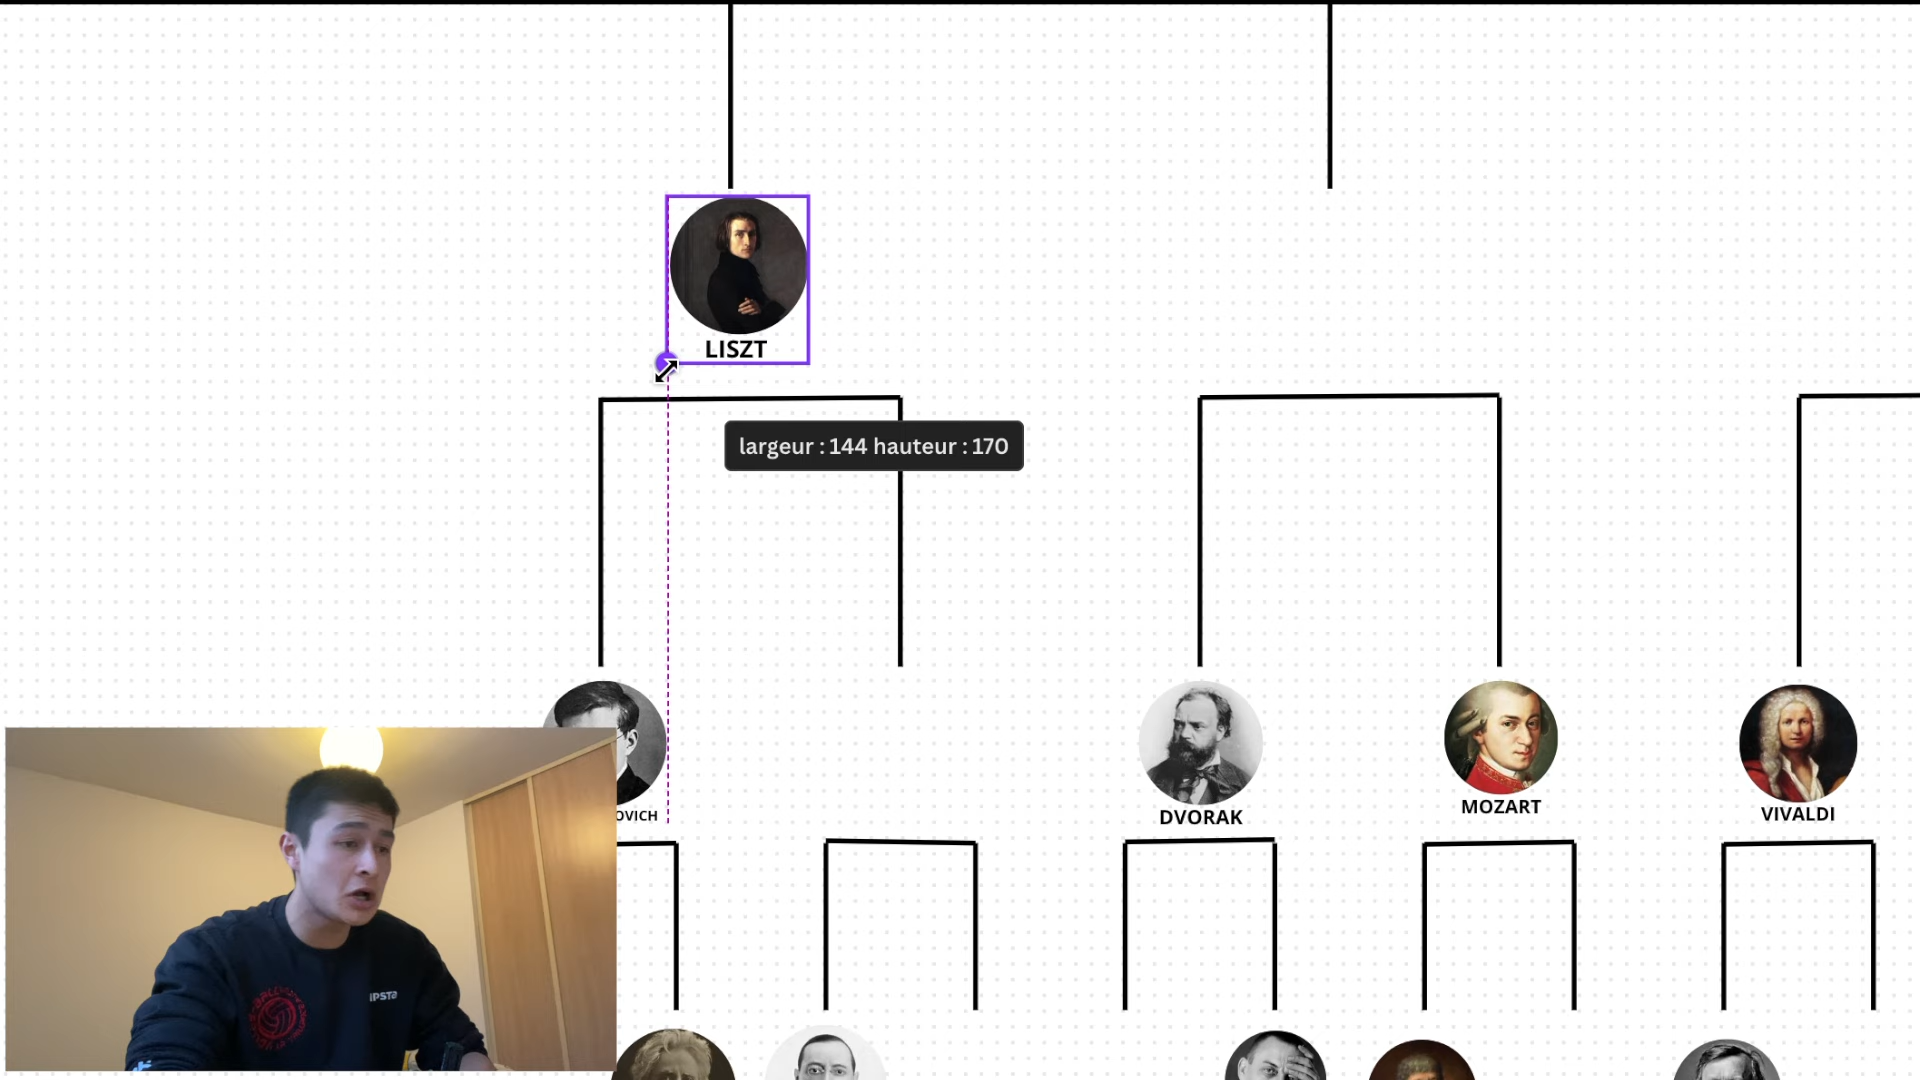 LISZT
largeur : 144 hauteur : 170
OVICH
DVORAK
MOZART
VIVALDI
IPSTA